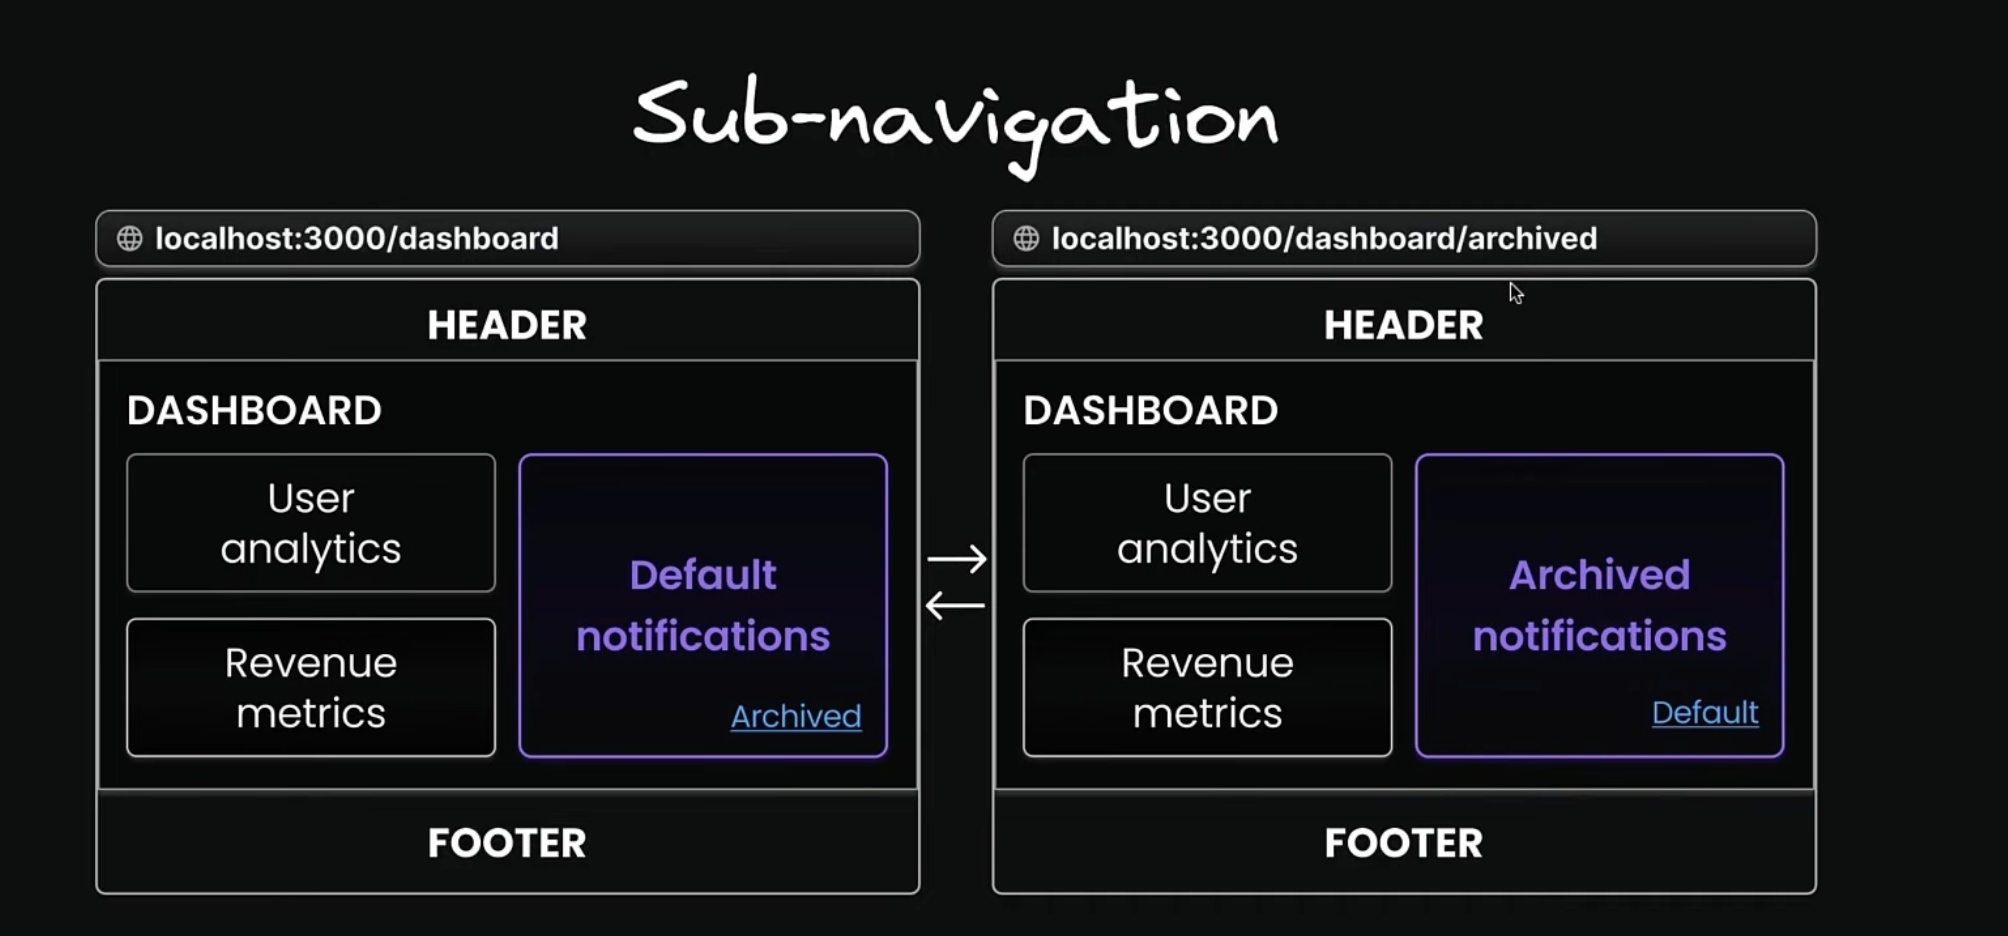 Sub-navigation
localhost:3000/dashboard
HEADER
DASHBOARD
User
analytics
Revenue
metrics
Default
notifications
Archived
FOOTER
localhost:3000/dashboard/archived
HEADER
DASHBOARD
User
analytics
Revenue
metrics
Archived
notifications
Default
FOOTER